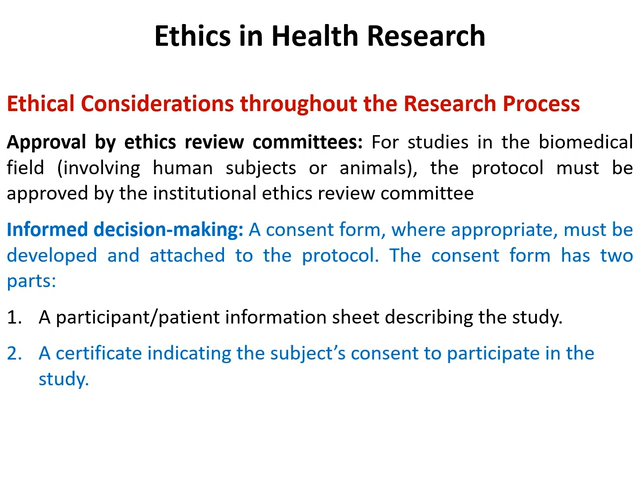 Ethics in Health Research
Ethical Considerations throughout the Research Process
Approval by ethics review committees: For studies in the biomedical
field (involving human subjects or animals), the protocol must be
approved by the institutional ethics review committee
Informed decision-making: A consent form, where appropriate, must be
developed and attached to the protocol. The consent form has two
parts:
1. A participant/patient information sheet describing the study.
2. A certificate indicating the subject’s consent to participate in the
study.